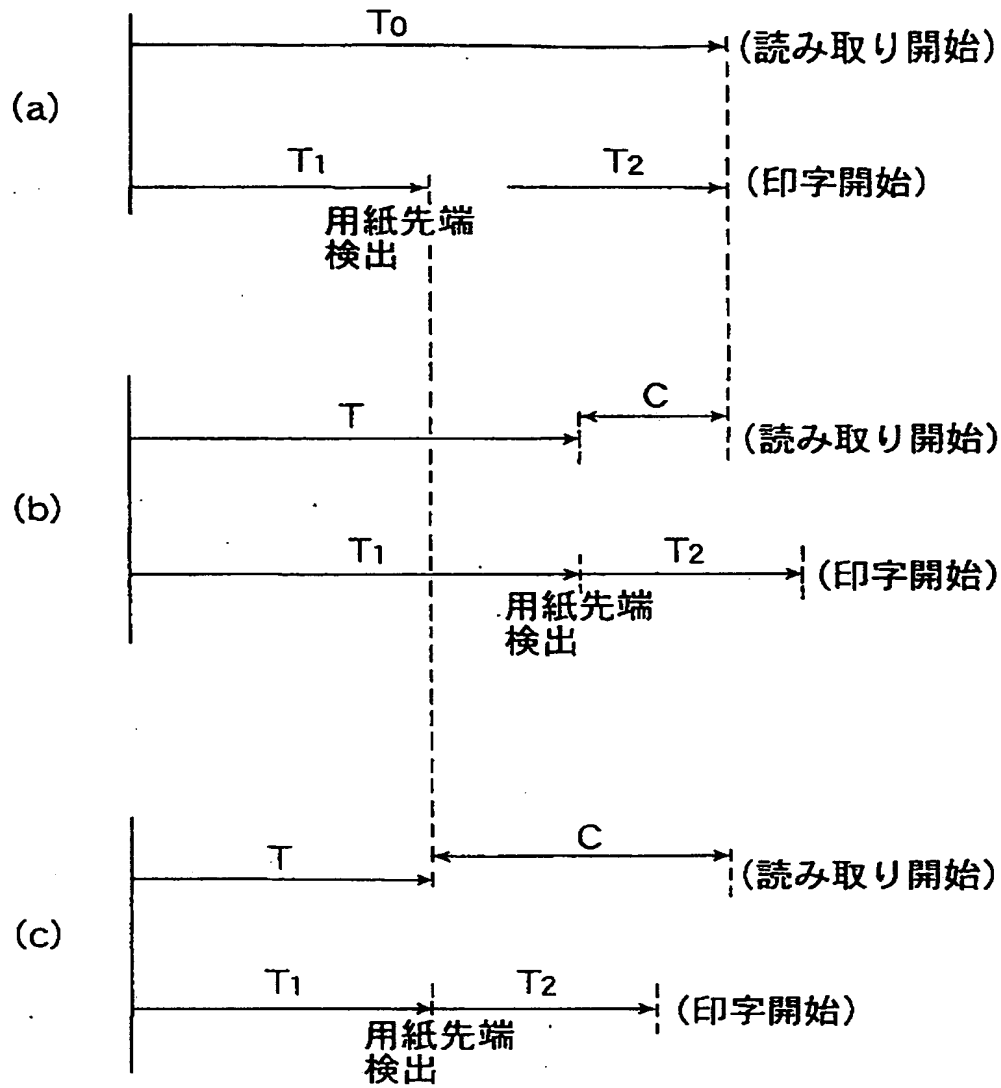 T0
(読み取り開始)
(a)
T1
T2
(印字開始)
用紙先端
検出
C
T
(読み取り開始)
(b)
T1
T2
(印字開始)
用紙先端
検出
C
T
(読み取り開始)
(c)
T1
T2
(印字開始)
用紙先端
検出